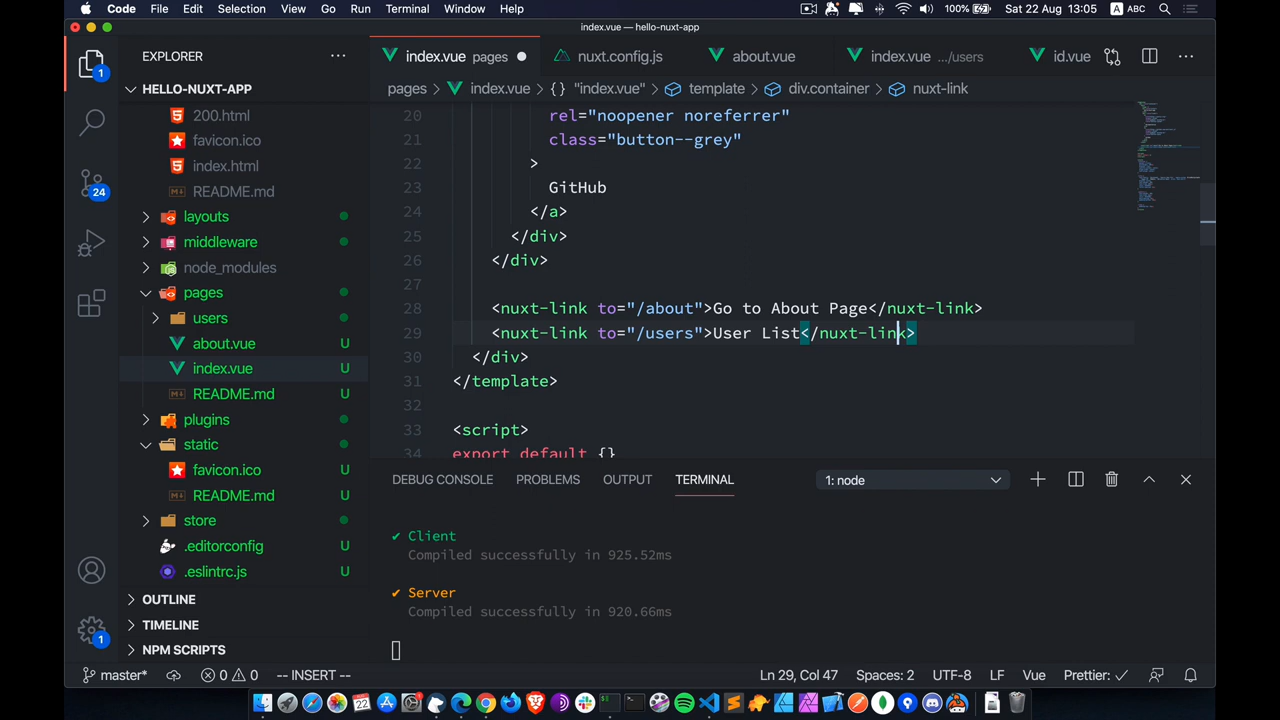 Code File Edit Selection View Go Run Terminal Window Help 100% Sat 22 Aug 13:05 A ABC
index.vue — hello-nuxt-app
EXPLORER
index.vue pages nuxt.config.js about.vue index.vue .../users id.vue
HELLO-NUXT-APP
pages > index.vue > {} "index.vue" > template > div.container > nuxt-link
200.html
favicon.ico
index.html
README.md
layouts
middleware
node_modules
pages
users
about.vue U
index.vue U
README.md U
plugins
static
favicon.ico U
README.md U
store
.editorconfig U
.eslintrc.js U
OUTLINE
TIMELINE
NPM SCRIPTS
1
24
1
20 rel="noopener noreferrer"
21 class="button--grey"
22 >
23 GitHub
24 </a>
25 </div>
26 </div>
27
28 <nuxt-link to="/about">Go to About Page</nuxt-link>
29 <nuxt-link to="/users">User List</nuxt-link>
30 </div>
31 </template>
32
33 <script>
34 export default {}
DEBUG CONSOLE PROBLEMS OUTPUT TERMINAL 1: node
✔ Client
Compiled successfully in 925.52ms
✔ Server
Compiled successfully in 920.66ms
master* 0 0 -- INSERT -- Ln 29, Col 47 Spaces: 2 UTF-8 LF Vue Prettier: ✓